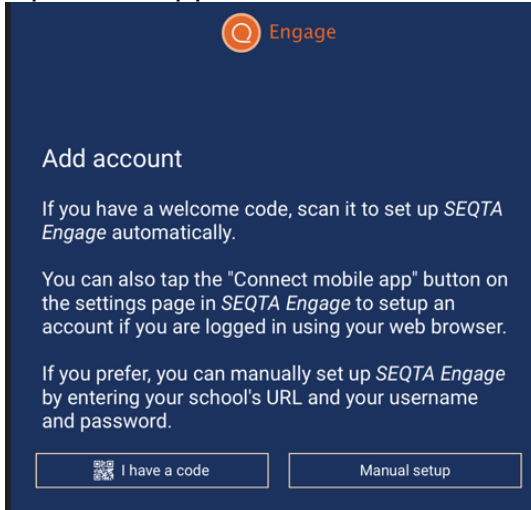 Engage
Add account
If you have a welcome code, scan it to set up SEQTA
Engage automatically.
You can also tap the "Connect mobile app" button on
the settings page in SEQTA Engage to setup an
account if you are logged in using your web browser.
If you prefer, you can manually set up SEQTA Engage
by entering your school's URL and your username
and password.
I have a code
Manual setup